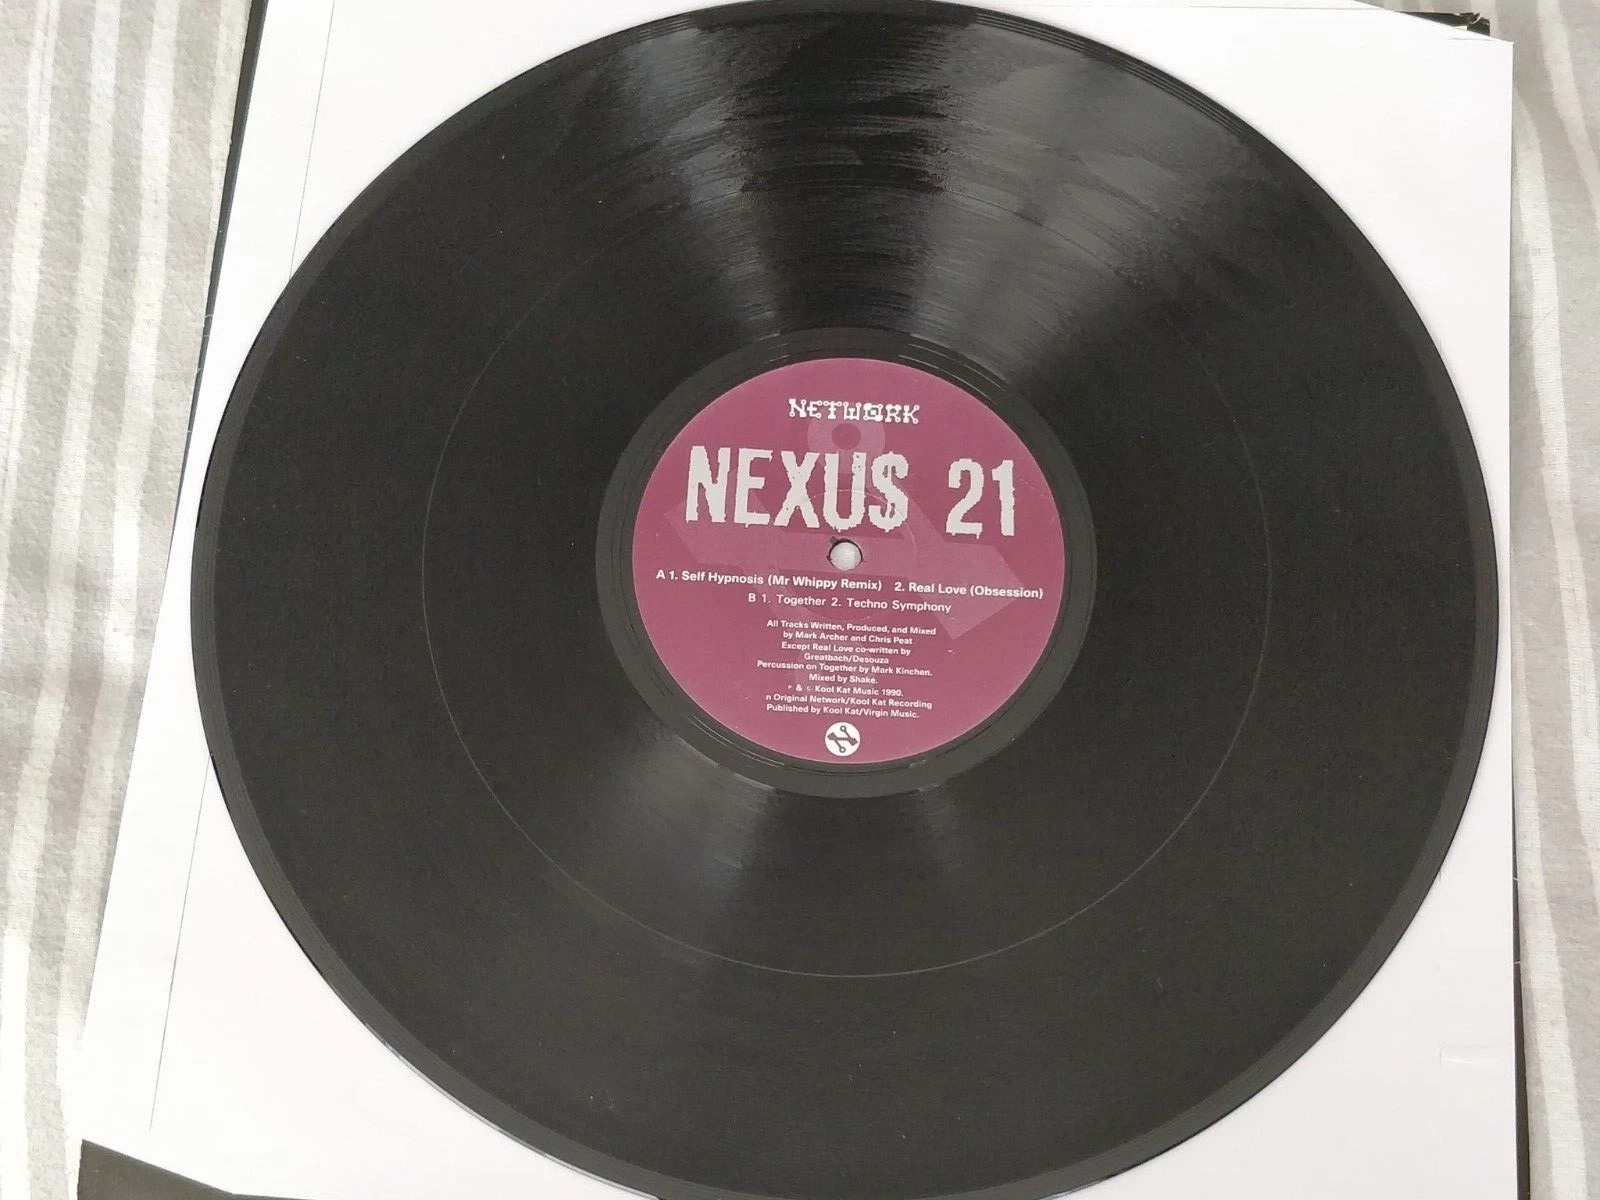 NETWORK
NEXUS 21
A 1. Self Hypnosis (Mr Whippy Remix) 2. Real Love (Obsession)
B 1. Together 2. Techno Symphony
All Tracks Written, Produced, and Mixed
by Mark Archer and Chris Peat
Except Real Love co-written by
Greatbach/Desouza
Percussion on Together by Mark Kinchen.
Mixed by Shake.
& © Kool Kat Music 1990.
n Original Network/Kool Kat Recording
Published by Kool Kat/Virgin Music.